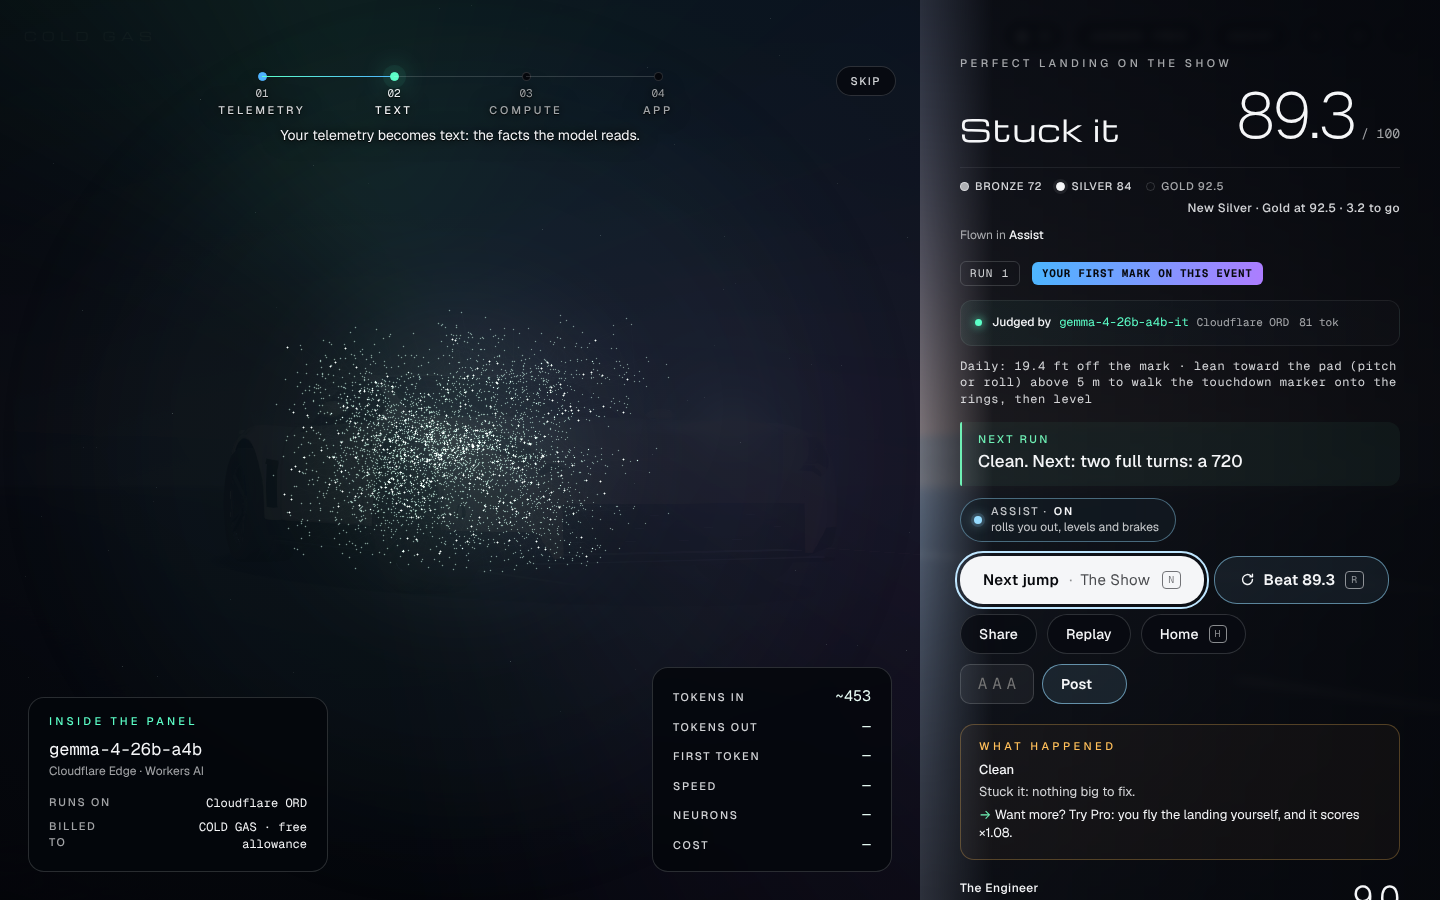 COLD GAS
01
TELEMETRY
02
TEXT
03
COMPUTE
04
APP
SKIP
Your telemetry becomes text: the facts the model reads.
INSIDE THE PANEL
gemma-4-26b-a4b
Cloudflare Edge · Workers AI
RUNS ON Cloudflare ORD
BILLED TO COLD GAS · free allowance
TOKENS IN ~453
TOKENS OUT —
FIRST TOKEN —
SPEED —
NEURONS —
COST —
PERFECT LANDING ON THE SHOW
Stuck it 89.3 / 100
BRONZE 72 SILVER 84 GOLD 92.5
New Silver · Gold at 92.5 · 3.2 to go
Flown in Assist
RUN 1 YOUR FIRST MARK ON THIS EVENT
Judged by gemma-4-26b-a4b-it Cloudflare ORD 81 tok
Daily: 19.4 ft off the mark · lean toward the pad (pitch
or roll) above 5 m to walk the touchdown marker onto the
rings, then level
NEXT RUN
Clean. Next: two full turns: a 720
ASSIST · ON
rolls you out, levels and brakes
Next jump · The Show N
Beat 89.3 R
Share Replay Home H
AAA Post
WHAT HAPPENED
Clean
Stuck it: nothing big to fix.
→ Want more? Try Pro: you fly the landing yourself, and it scores
×1.08.
The Engineer 9.0